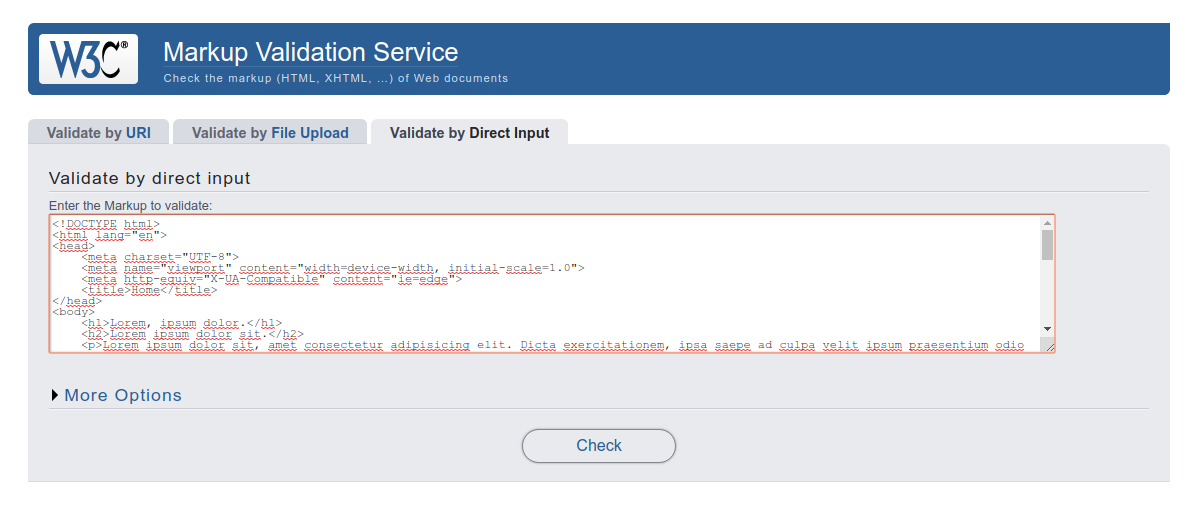 W3C®
Markup Validation Service
Check the markup (HTML, XHTML, …) of Web documents
Validate by URI
Validate by File Upload
Validate by Direct Input
Validate by direct input
Enter the Markup to validate:
<!DOCTYPE html>
<html lang="en">
<head>
    <meta charset="UTF-8">
    <meta name="viewport" content="width=device-width, initial-scale=1.0">
    <meta http-equiv="X-UA-Compatible" content="ie=edge">
    <title>Home</title>
</head>
<body>
    <h1>Lorem, ipsum dolor.</h1>
    <h2>Lorem ipsum dolor sit.</h2>
    <p>Lorem ipsum dolor sit, amet consectetur adipisicing elit. Dicta exercitationem, ipsa saepe ad culpa velit ipsum praesentium odio
More Options
Check